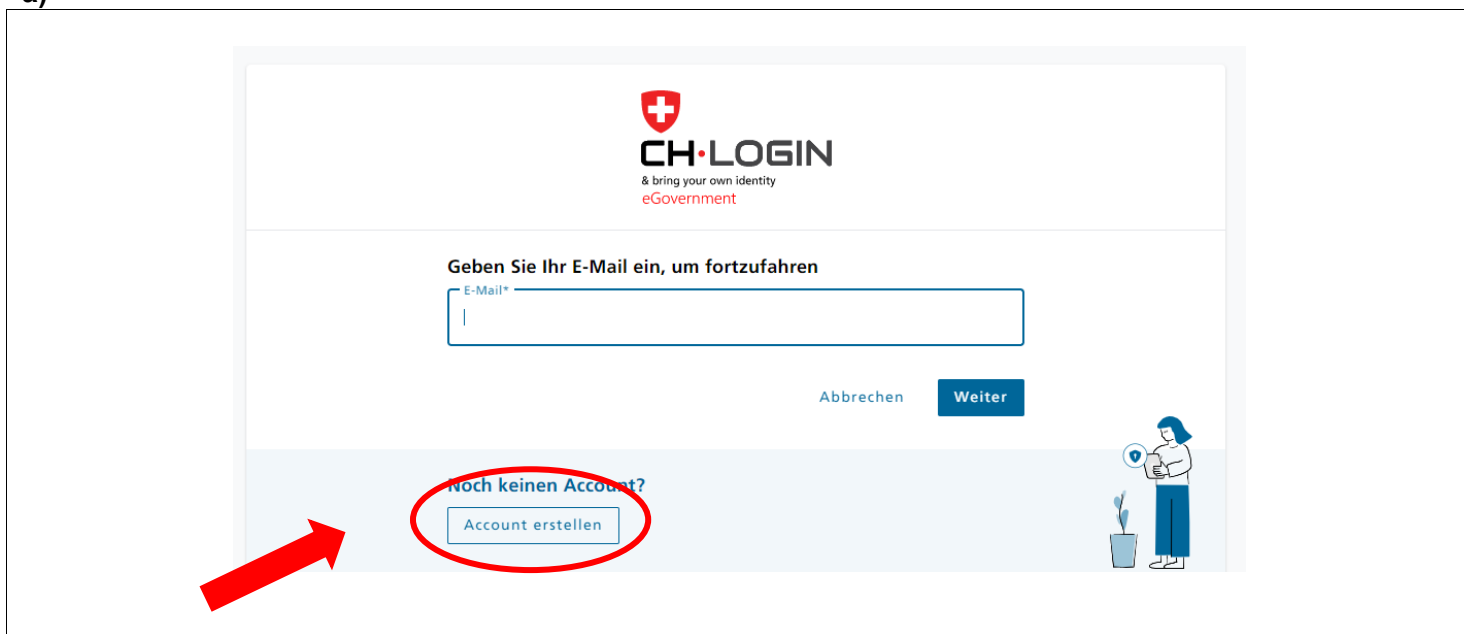 a)
CH·LOGIN
& bring your own identity
eGovernment
Geben Sie Ihr E-Mail ein, um fortzufahren
E-Mail*
Abbrechen
Weiter
Noch keinen Account?
Account erstellen